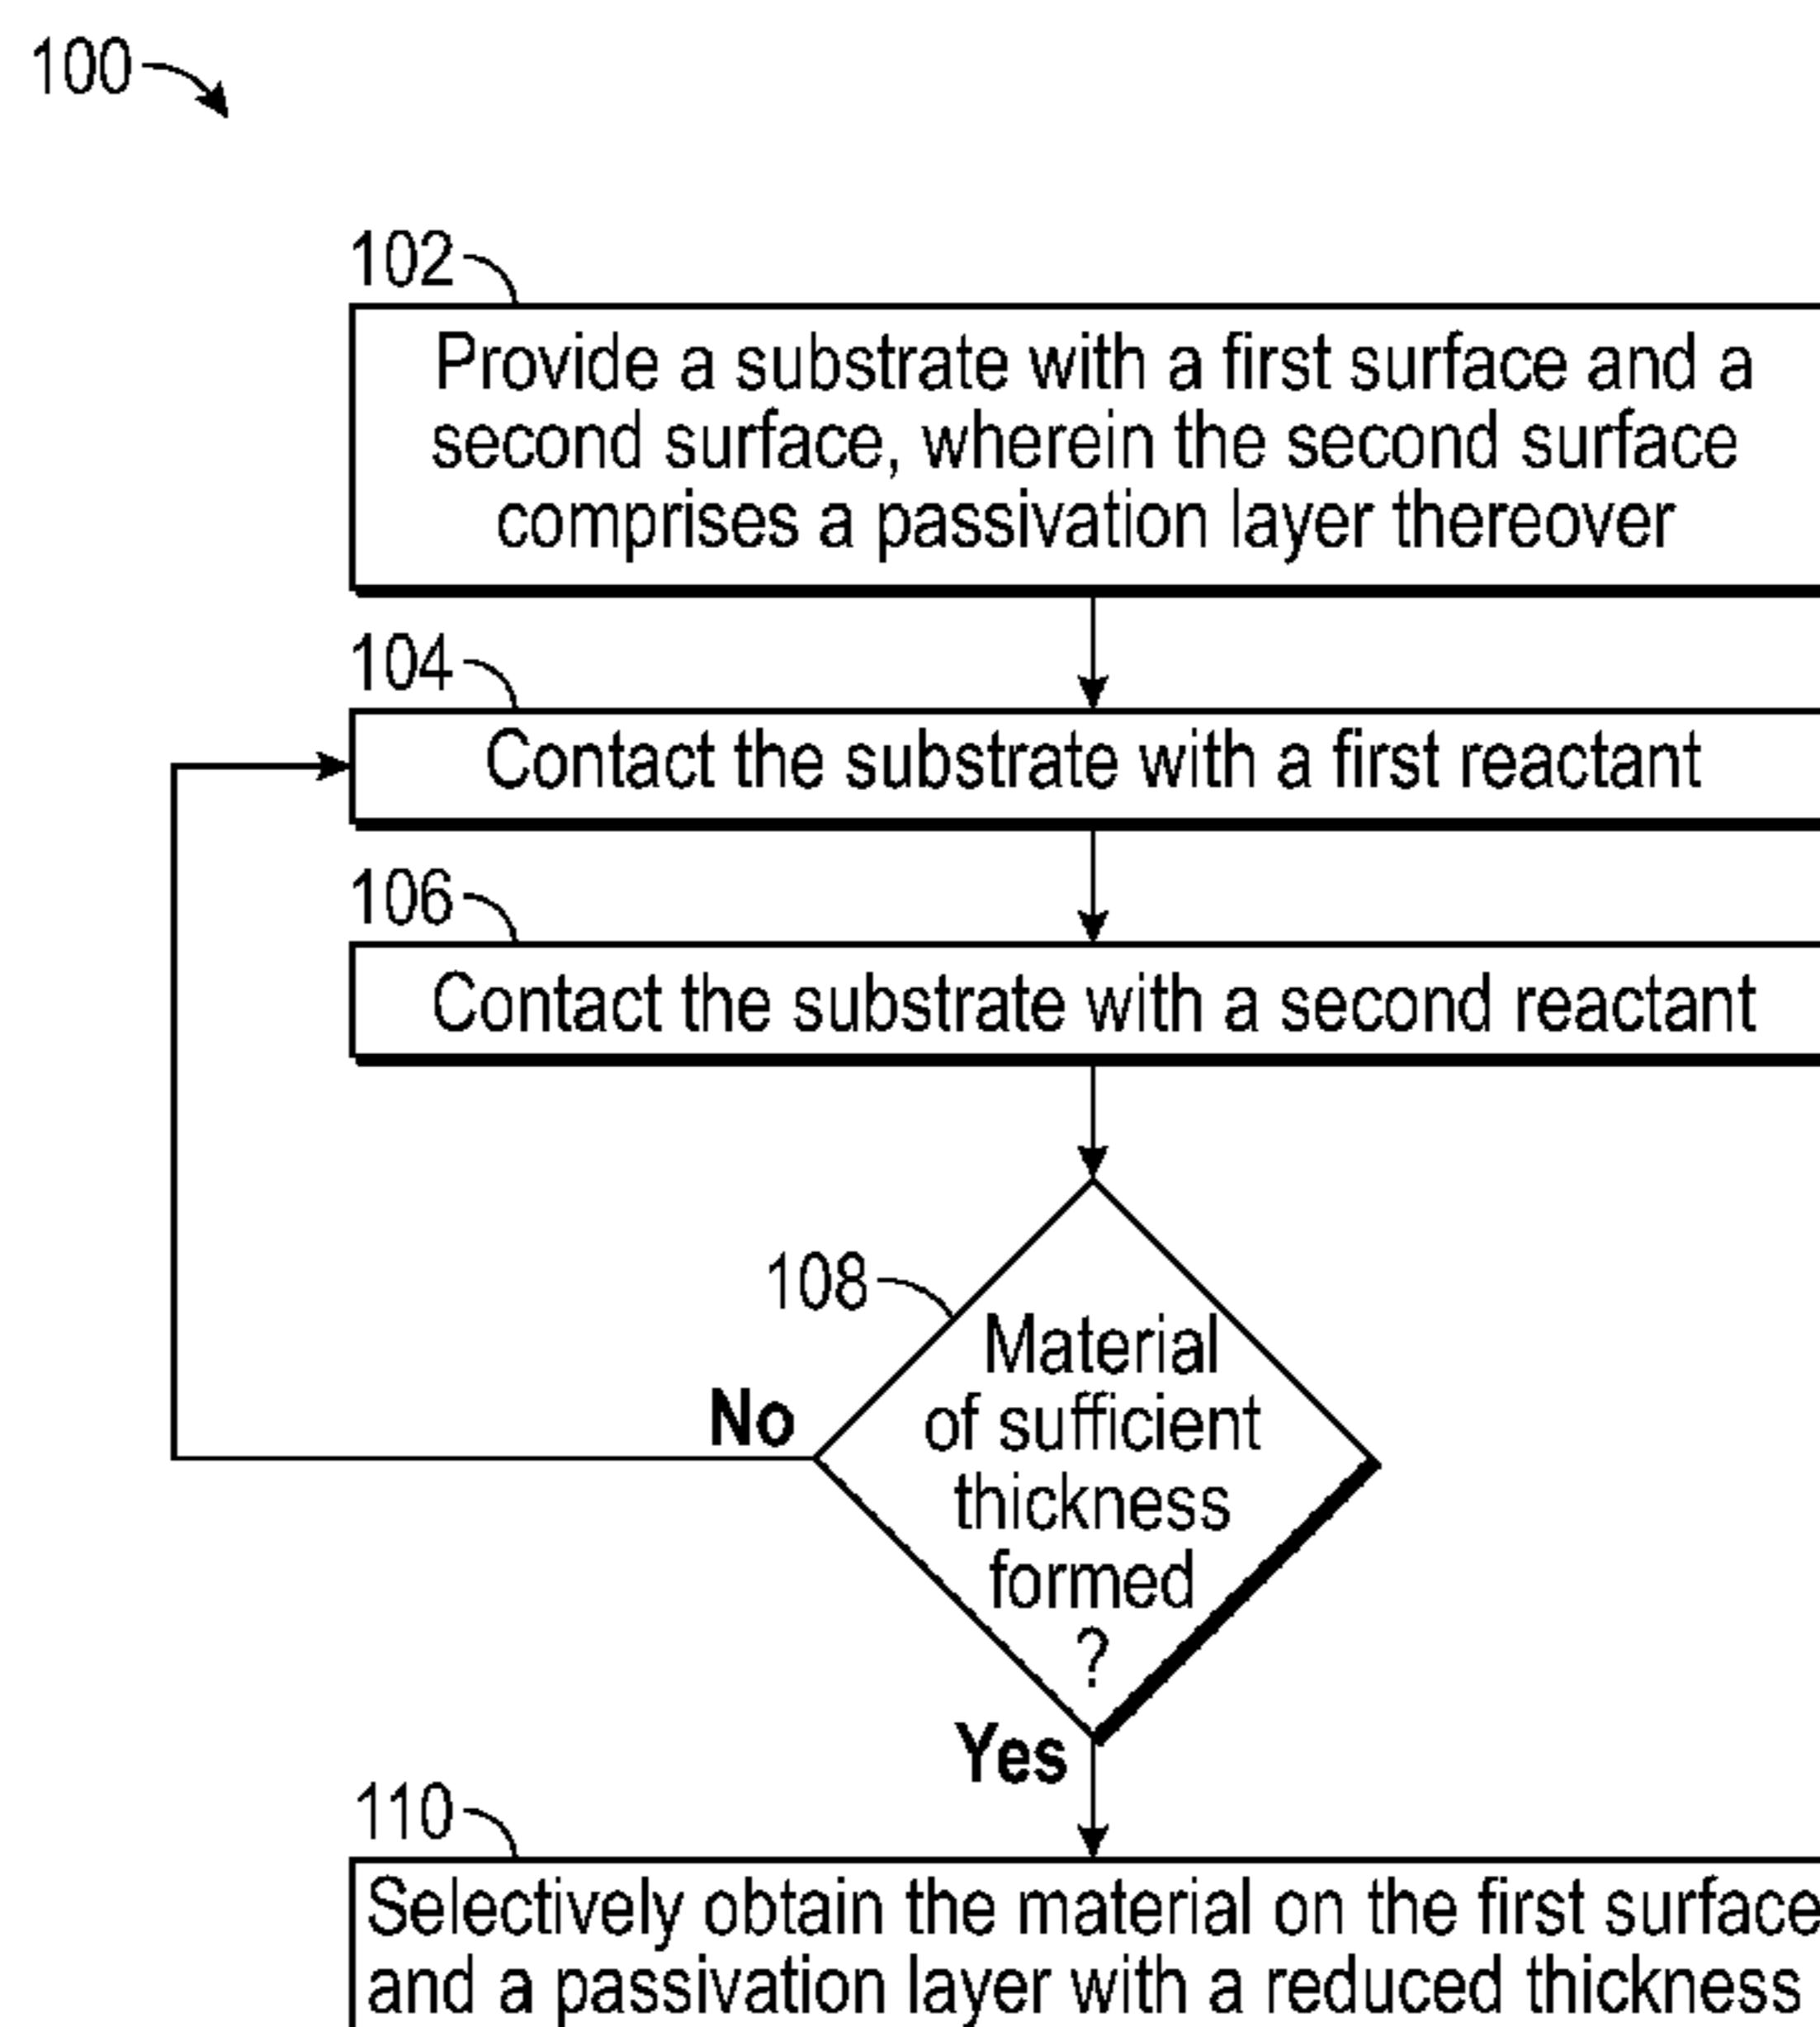 100
102
Provide a substrate with a first surface and a
second surface, wherein the second surface
comprises a passivation layer thereover
104
Contact the substrate with a first reactant
106
Contact the substrate with a second reactant
108
Material
of sufficient
thickness
formed
?
No
Yes
110
Selectively obtain the material on the first surface
and a passivation layer with a reduced thickness